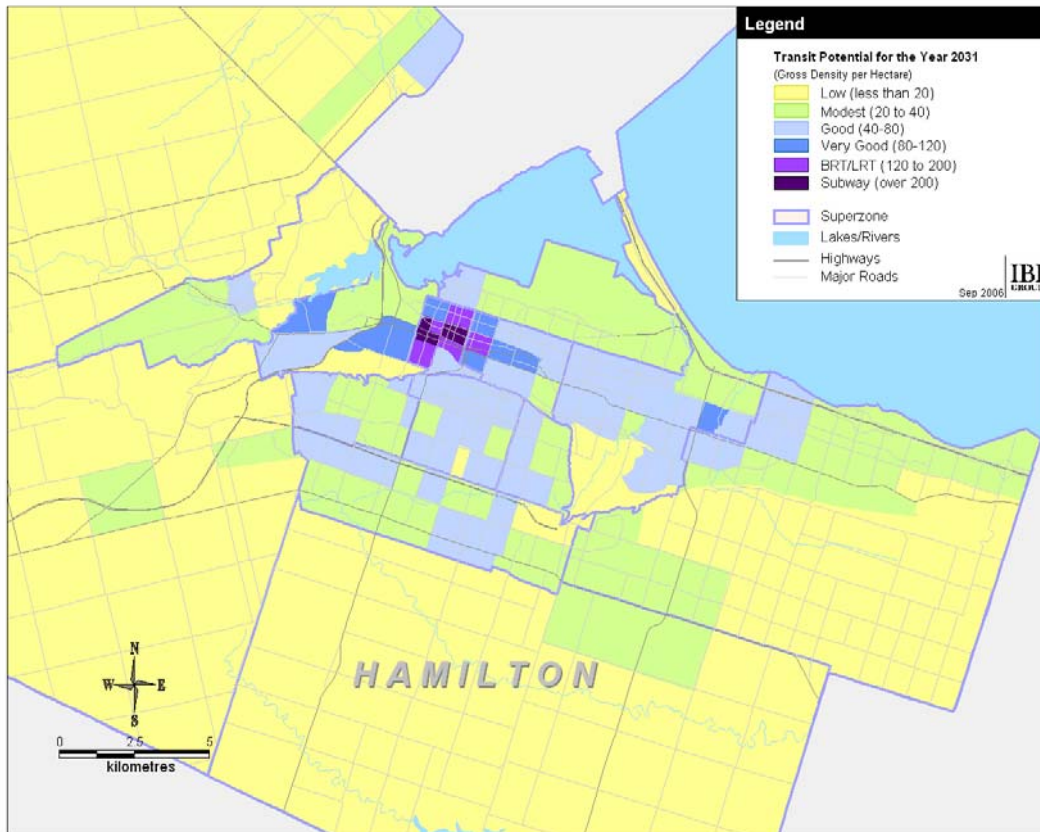 Legend
Transit Potential for the Year 2031
(Gross Density per Hectare)
Low (less than 20)
Modest (20 to 40)
Good (40-80)
Very Good (80-120)
BRT/LRT (120 to 200)
Subway (over 200)
Superzone
Lakes/Rivers
Highways
Major Roads
Sep 2006
IBI
GROUP
HAMILTON
N
W E
S
0 2.5 5
kilometres